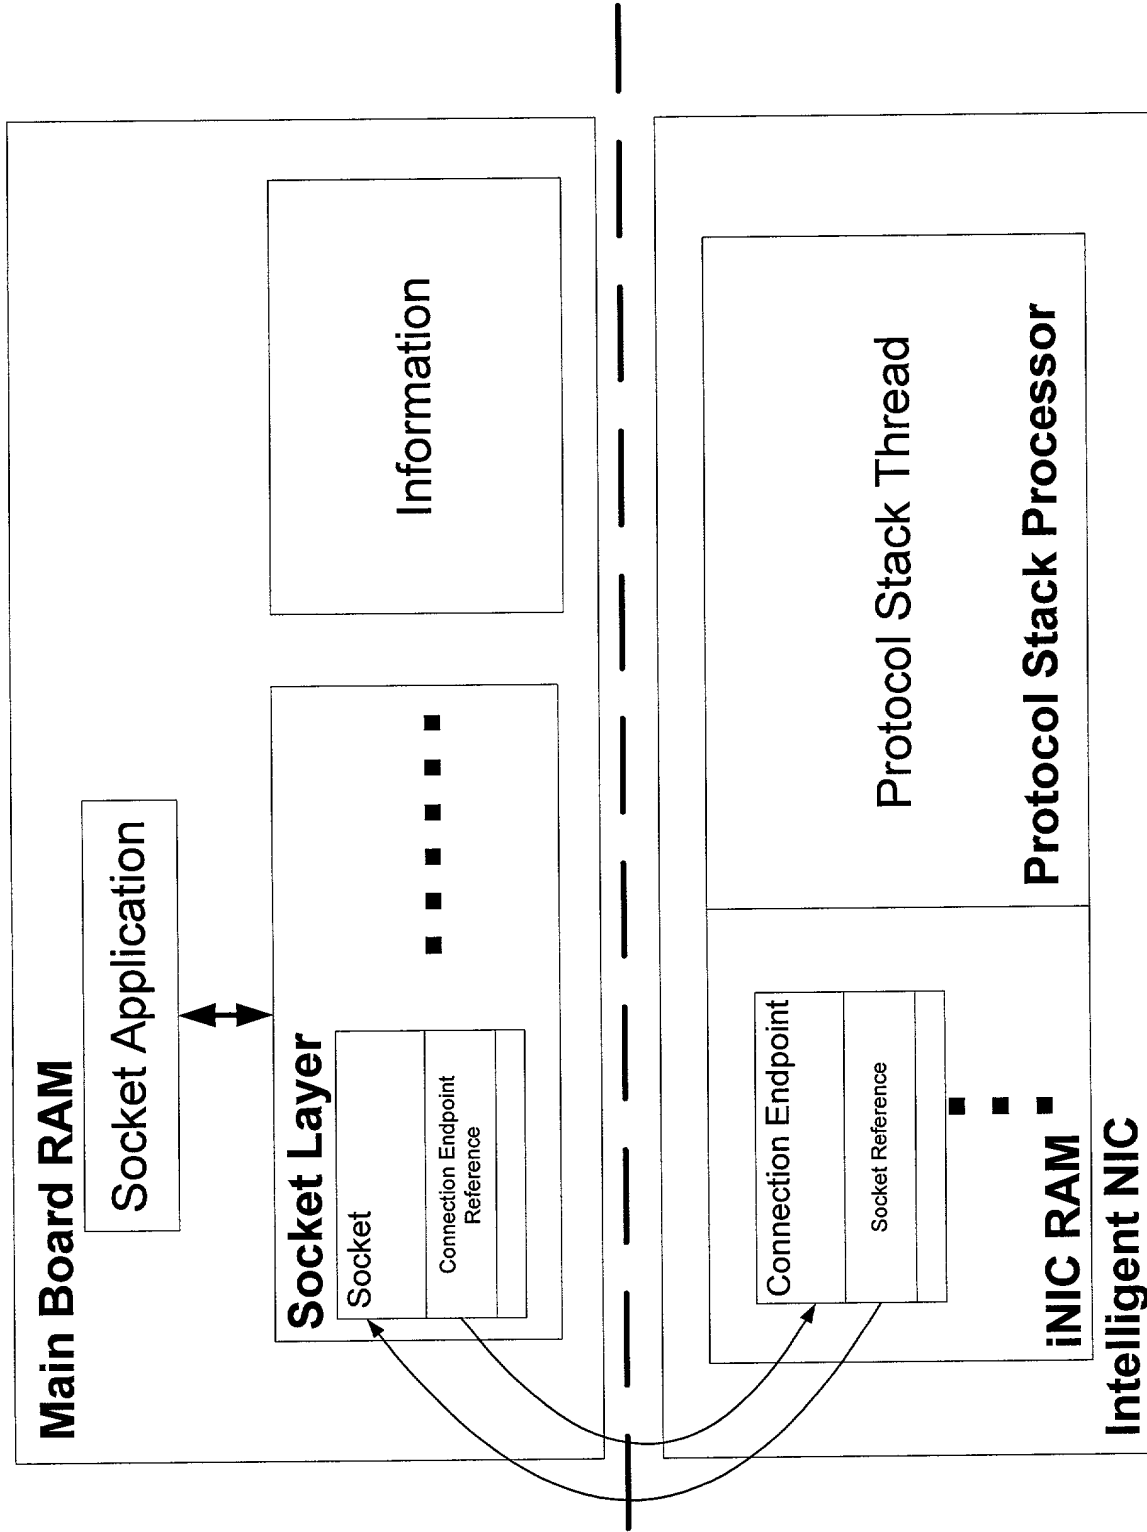 Main Board RAM
Socket Application
Socket Layer
Socket
Connection Endpoint
Reference
Information
Connection Endpoint
Socket Reference
iNIC RAM
Protocol Stack Thread
Protocol Stack Processor
Intelligent NIC